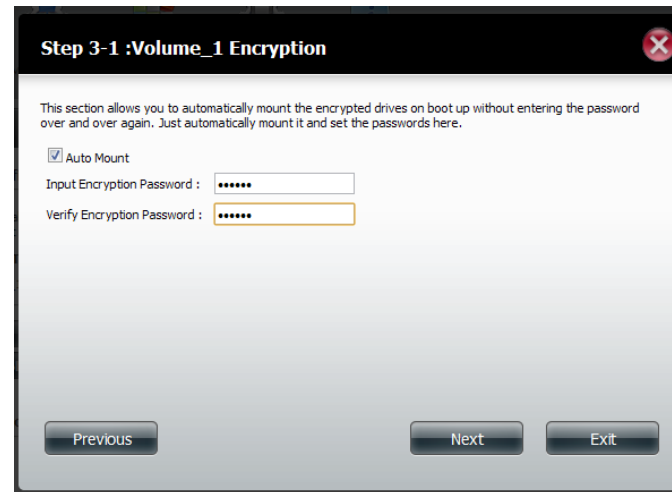 Step 3-1 :Volume_1 Encryption
This section allows you to automatically mount the encrypted drives on boot up without entering the password
over and over again. Just automatically mount it and set the passwords here.
Auto Mount
Input Encryption Password : ••••••
Verify Encryption Password : ••••••
Previous
Next
Exit